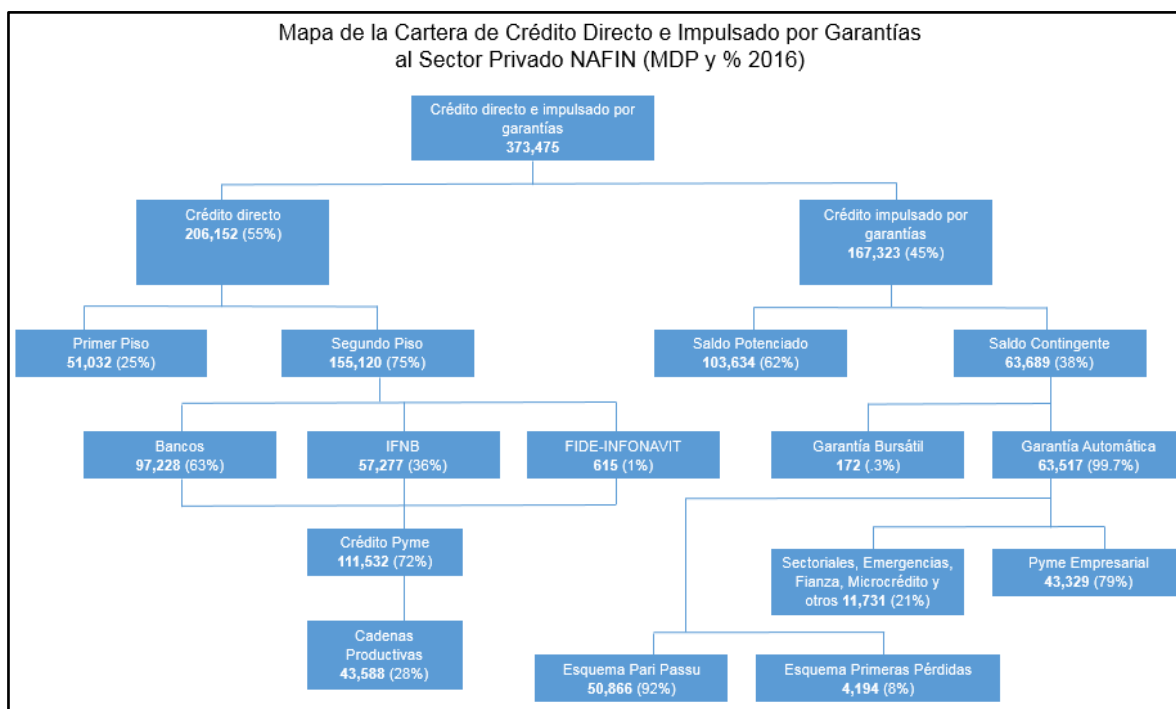 Mapa de la Cartera de Crédito Directo e Impulsado por Garantías
al Sector Privado NAFIN (MDP y % 2016)
Crédito directo e impulsado por
garantías
373,475
Crédito directo
206,152 (55%)
Crédito impulsado por
garantías
167,323 (45%)
Primer Piso
51,032 (25%)
Segundo Piso
155,120 (75%)
Saldo Potenciado
103,634 (62%)
Saldo Contingente
63,689 (38%)
Bancos
97,228 (63%)
IFNB
57,277 (36%)
FIDE-INFONAVIT
615 (1%)
Garantía Bursátil
172 (.3%)
Garantía Automática
63,517 (99.7%)
Crédito Pyme
111,532 (72%)
Sectoriales, Emergencias,
Fianza, Microcrédito y
otros 11,731 (21%)
Pyme Empresarial
43,329 (79%)
Cadenas
Productivas
43,588 (28%)
Esquema Pari Passu
50,866 (92%)
Esquema Primeras Pérdidas
4,194 (8%)